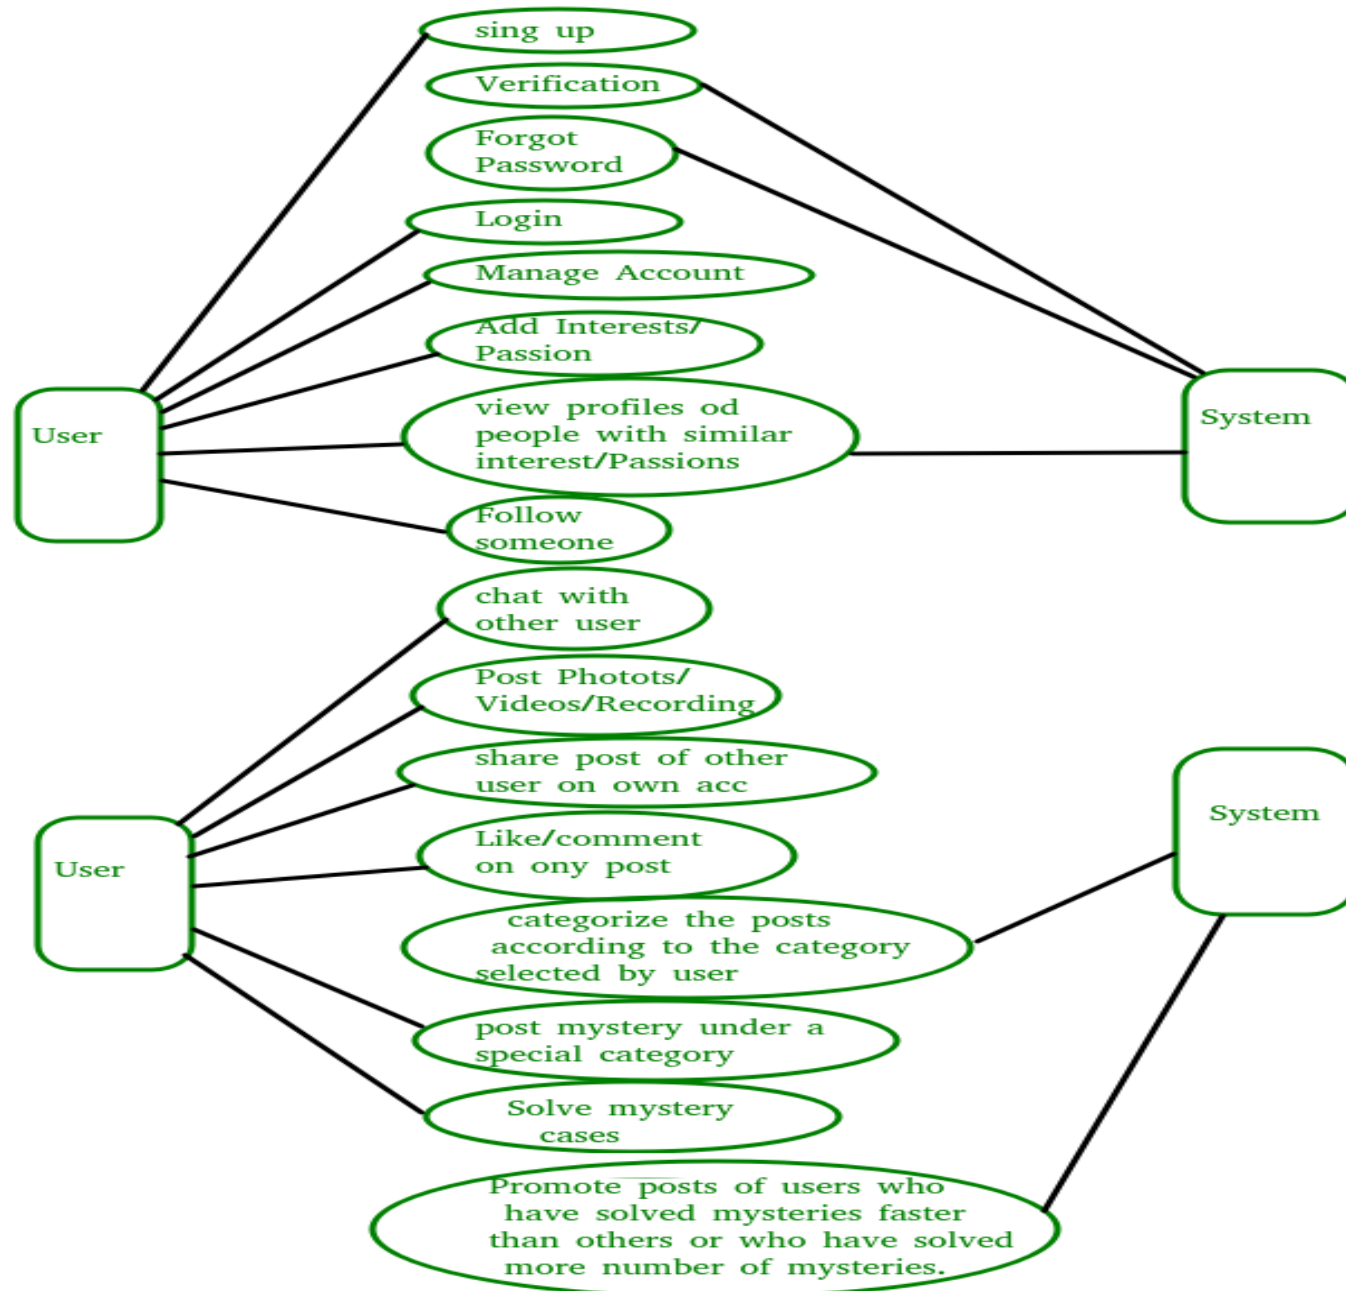 sing up
Verification
Forgot
Password
Login
Manage Account
Add Interests/
Passion
view profiles od
people with similar
interest/Passions
User
System
Follow
someone
chat with
other user
Post Photots/
Videos/Recording
share post of other
user on own acc
System
Like/comment
on ony post
User
categorize the posts
according to the category
selected by user
post mystery under a
special category
Solve mystery
cases
Promote posts of users who
have solved mysteries faster
than others or who have solved
more number of mysteries.